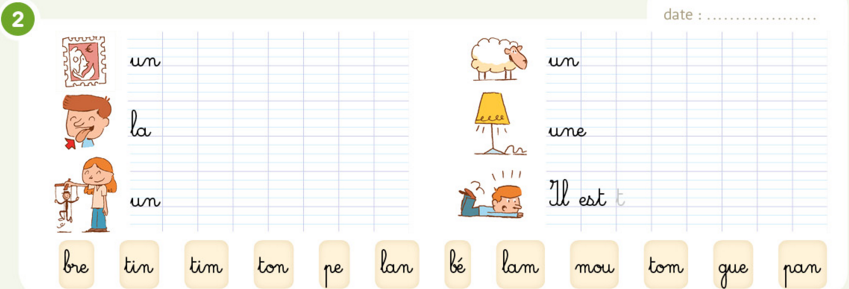 2
date : ...................
un
la
un
un
une
Il est t
bre tin tim ton pe lan bé lam mou tom gue pan